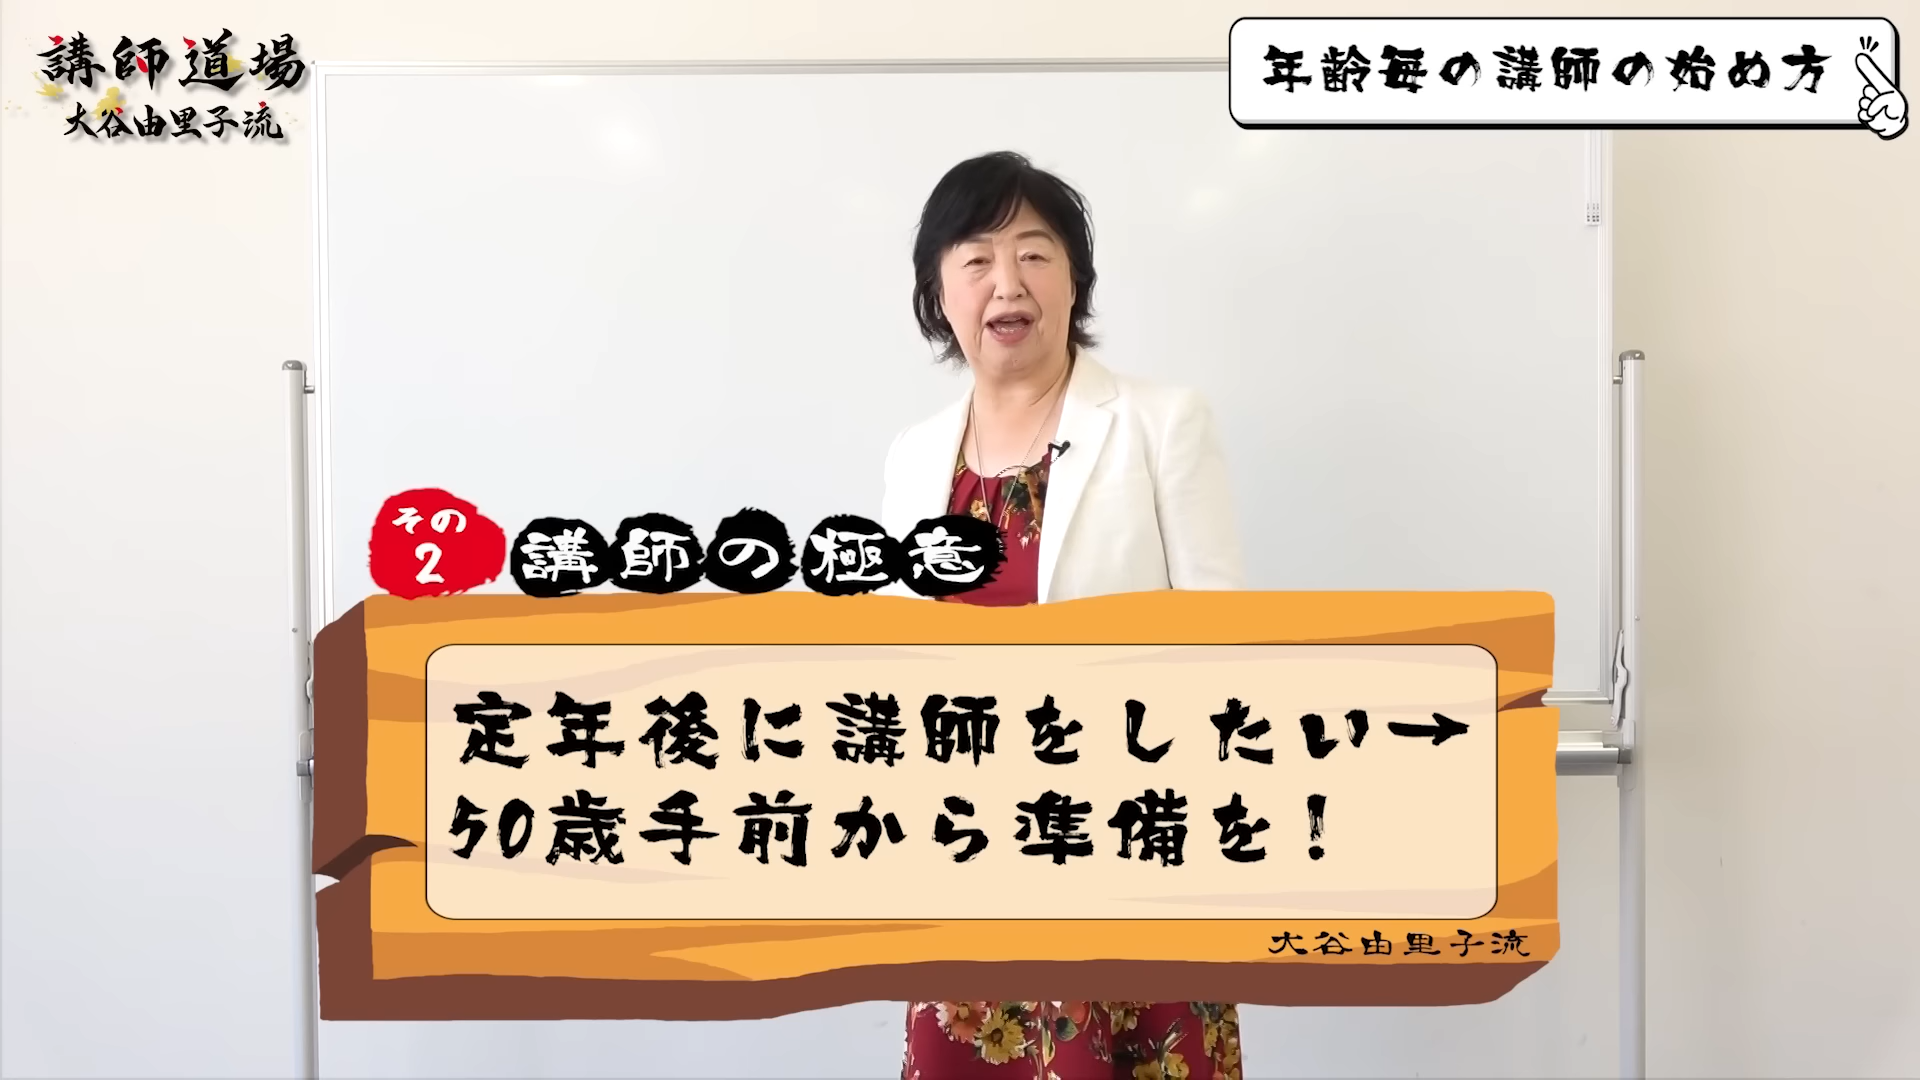 講師道場
大谷由里子流
年齢毎の講師の始め方
その
2
講師の極意
定年後に講師をしたい→
50歳手前から準備を!
大谷由里子流